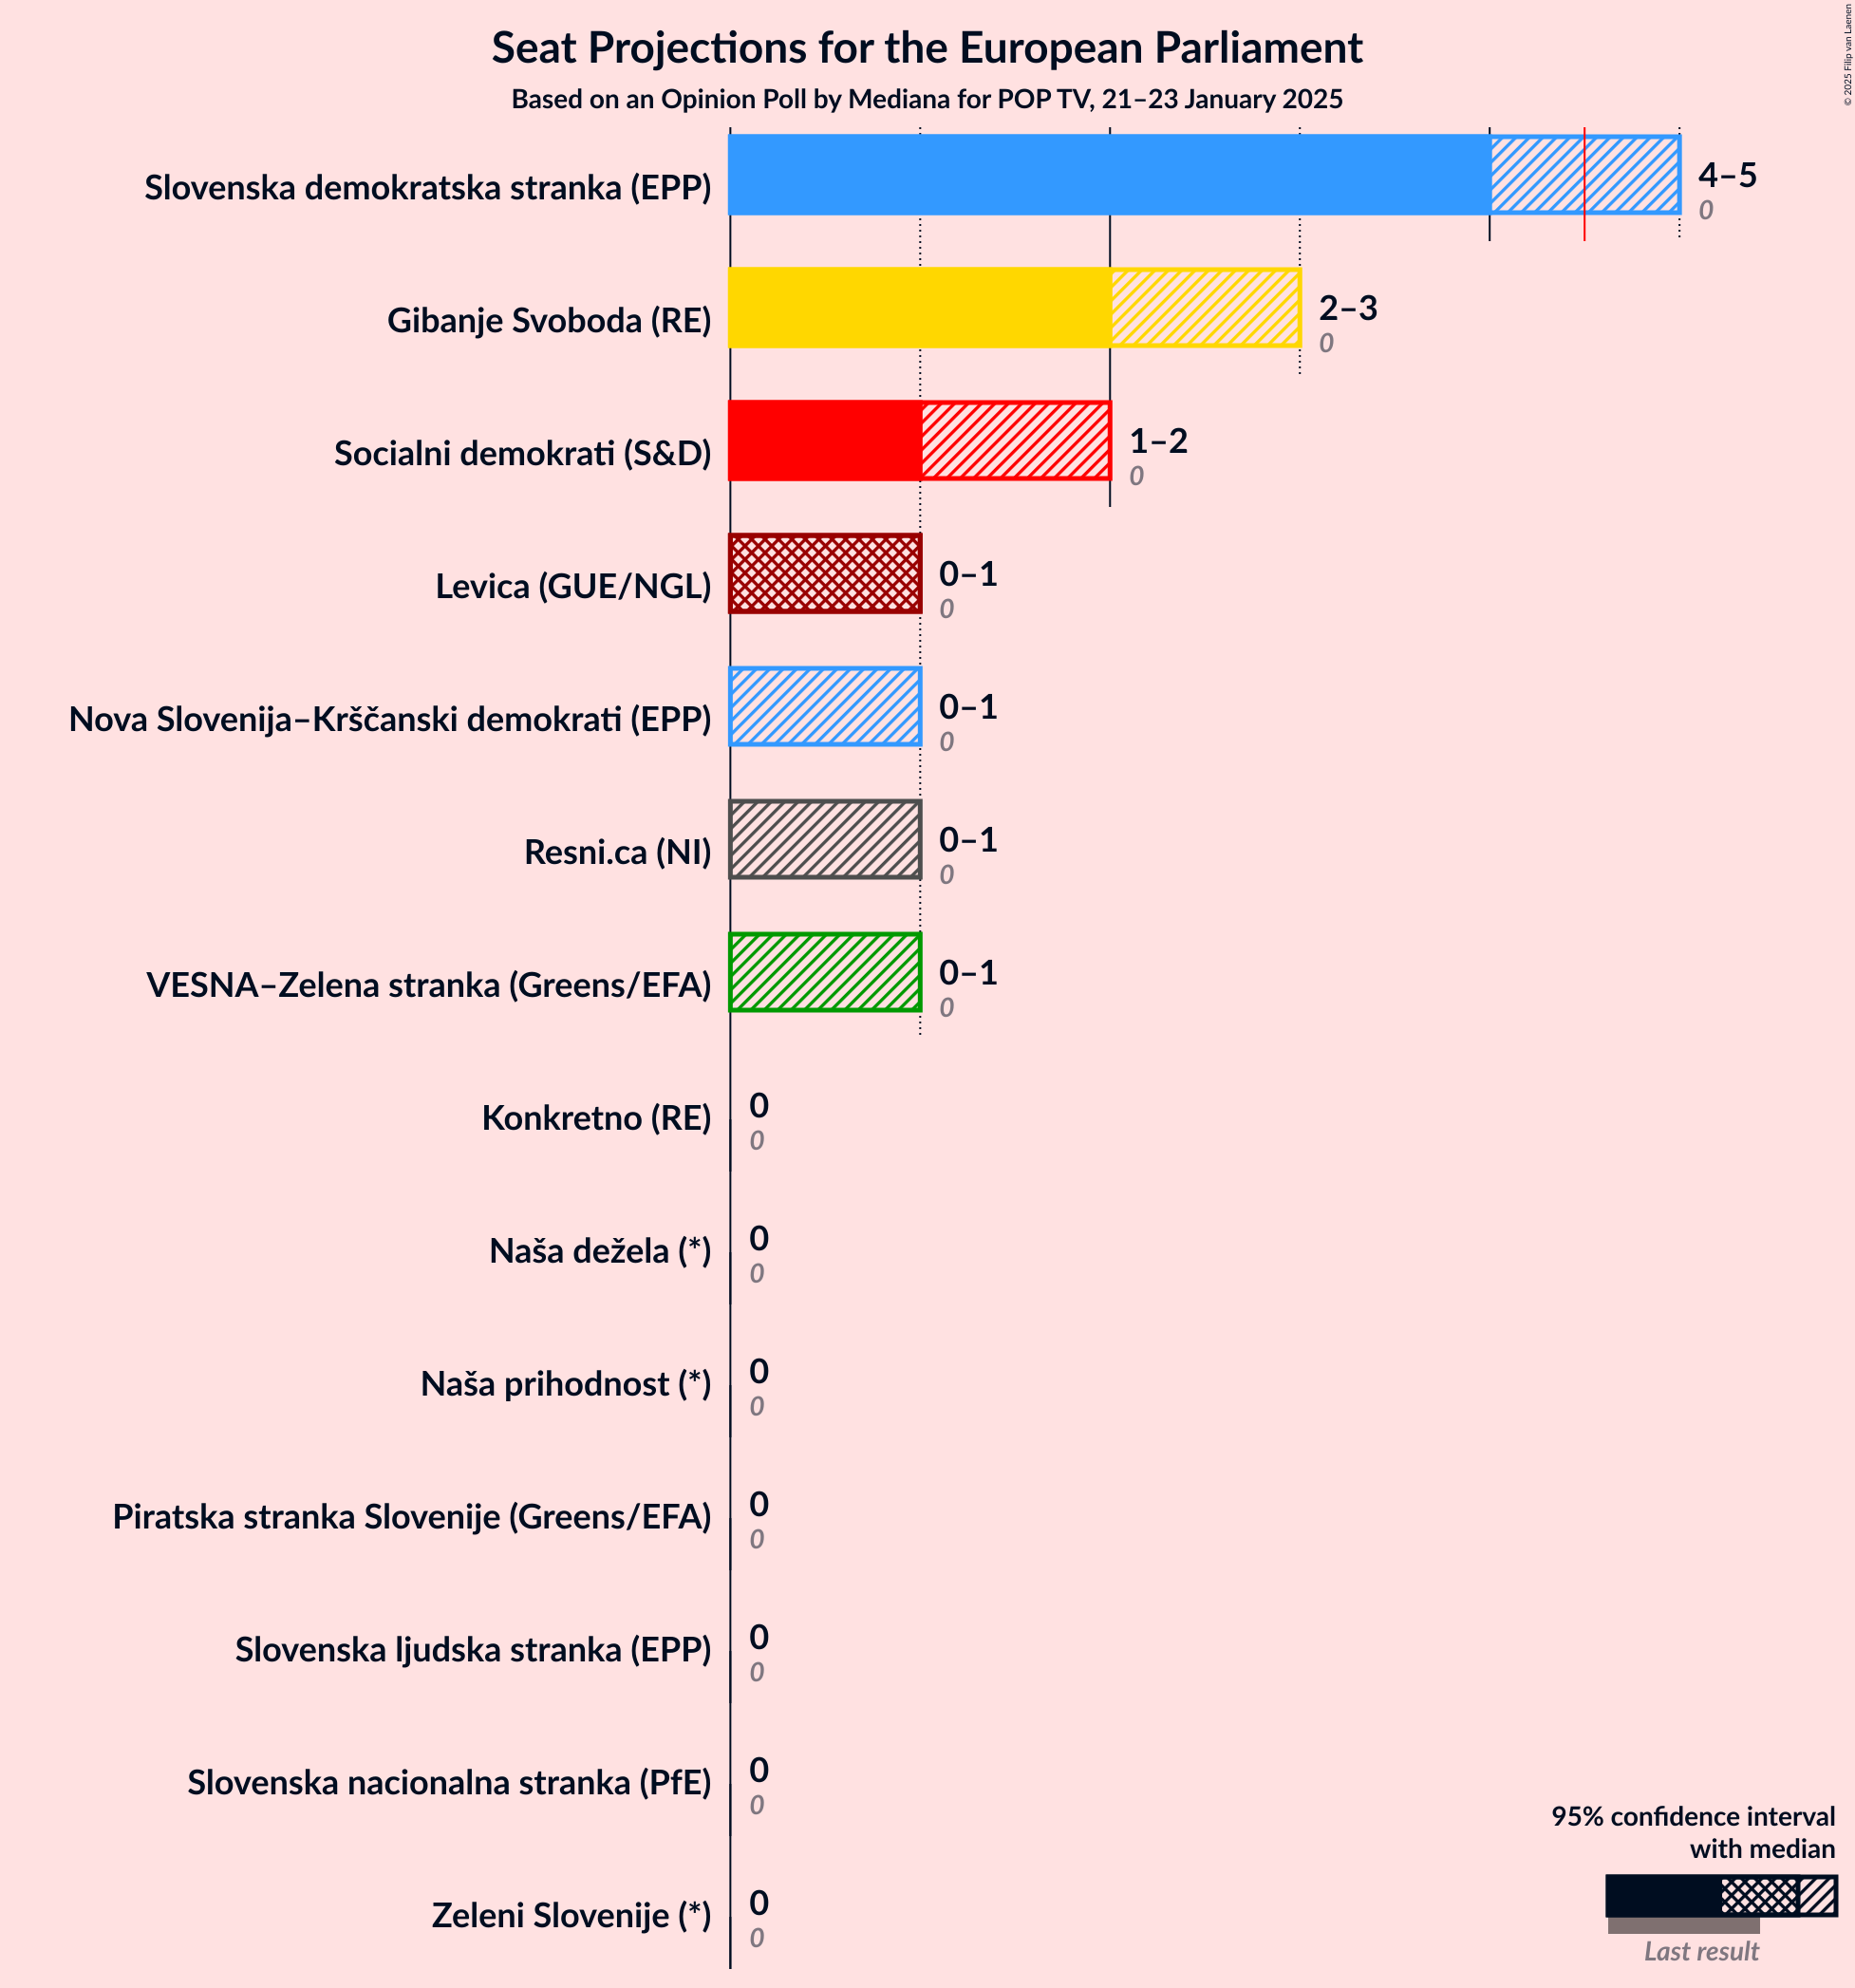 Seat Projections for the European Parliament
Based on an Opinion Poll by Mediana for POP TV, 21–23 January 2025
© 2025 Filip van Laenen
Slovenska demokratska stranka (EPP)
4–5
0
Gibanje Svoboda (RE)
2–3
0
Socialni demokrati (S&D)
1–2
0
Levica (GUE/NGL)
0–1
0
Nova Slovenija–Krščanski demokrati (EPP)
0–1
0
Resni.ca (NI)
0–1
0
VESNA–Zelena stranka (Greens/EFA)
0–1
0
Konkretno (RE)
0
0
Naša dežela (*)
0
0
Naša prihodnost (*)
0
0
Piratska stranka Slovenije (Greens/EFA)
0
0
Slovenska ljudska stranka (EPP)
0
0
Slovenska nacionalna stranka (PfE)
0
0
Zeleni Slovenije (*)
0
0
95% confidence interval
with median
Last result